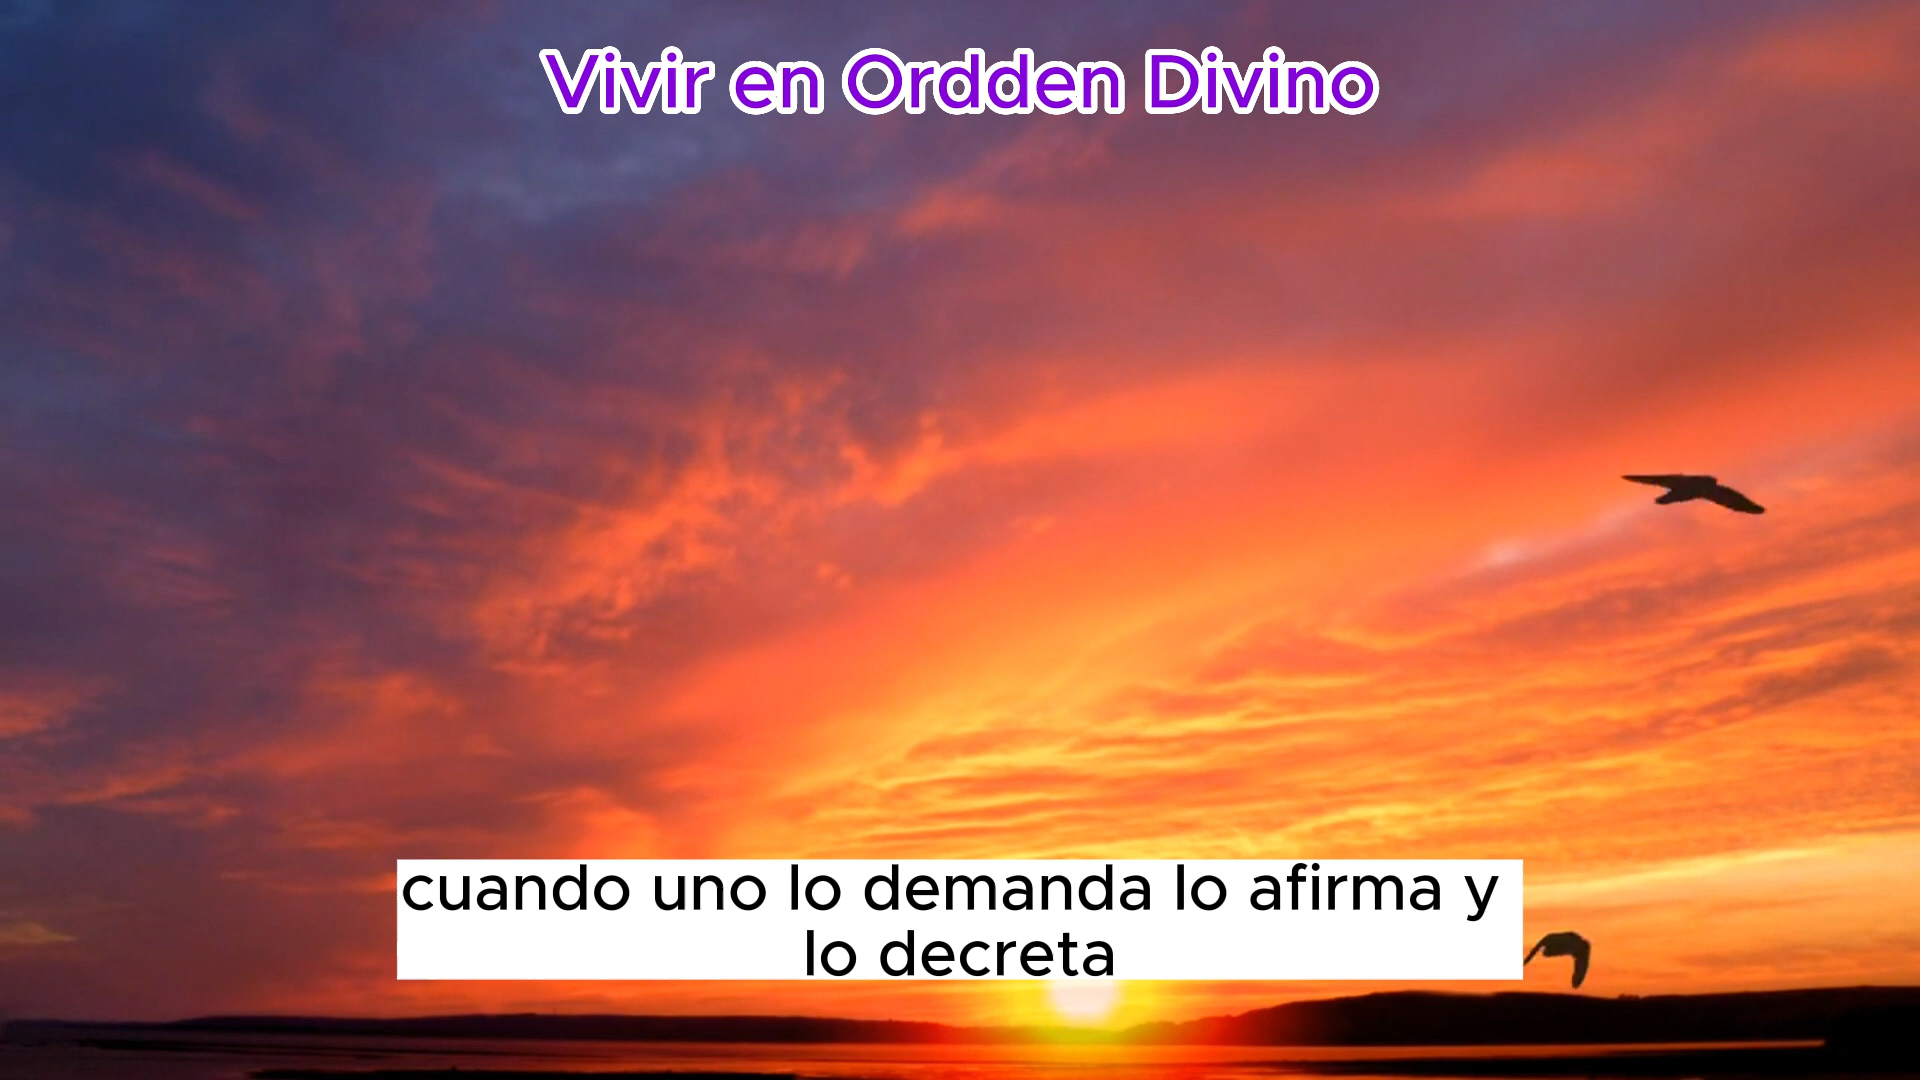 Vivir en Ordden Divino
cuando uno lo demanda lo afirma y
lo decreta